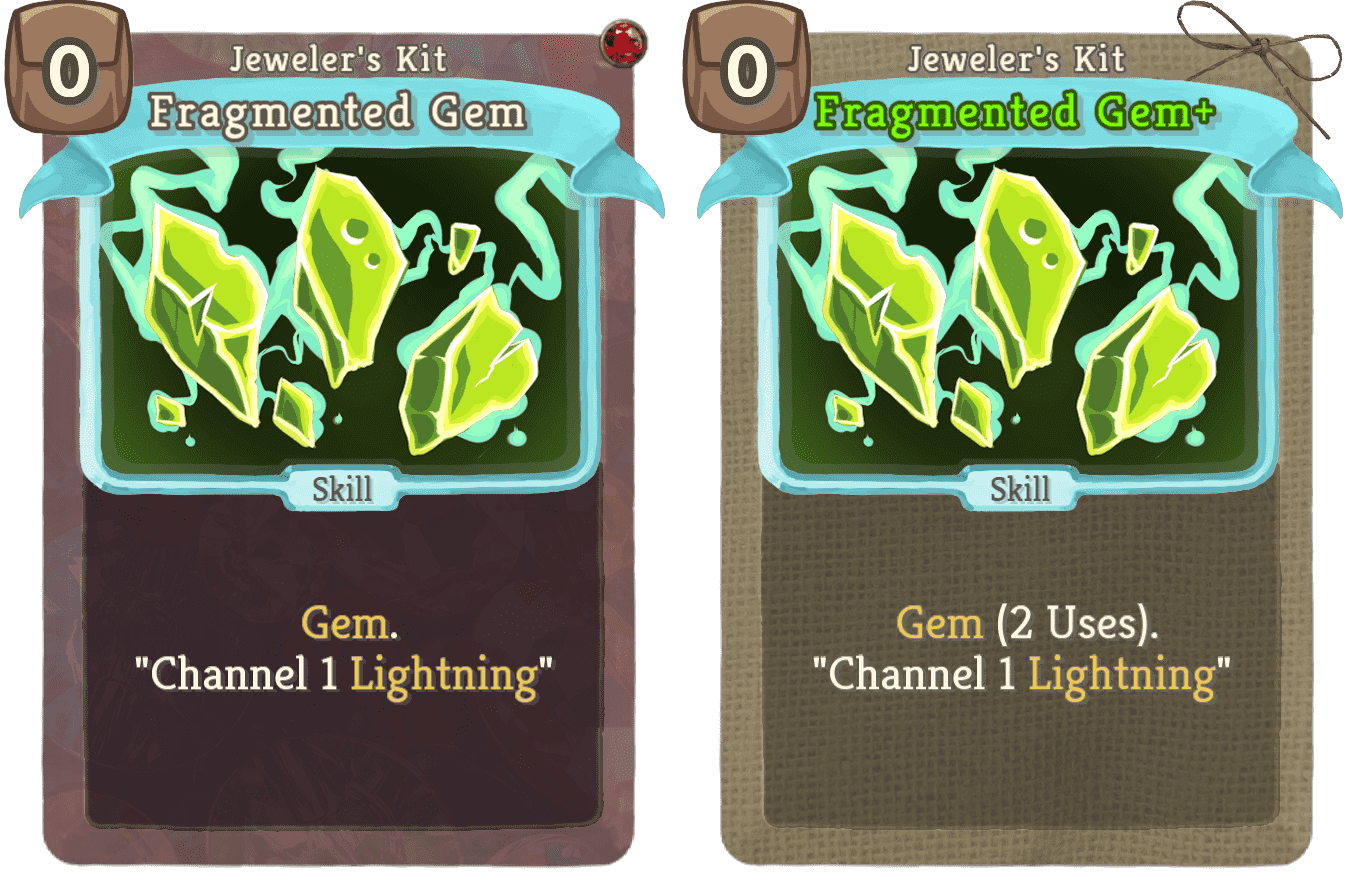 0
Jeweler's Kit
Fragmented Gem
Skill
Gem.
"Channel 1 Lightning"
0
Jeweler's Kit
Fragmented Gem+
Skill
Gem (2 Uses).
"Channel 1 Lightning"